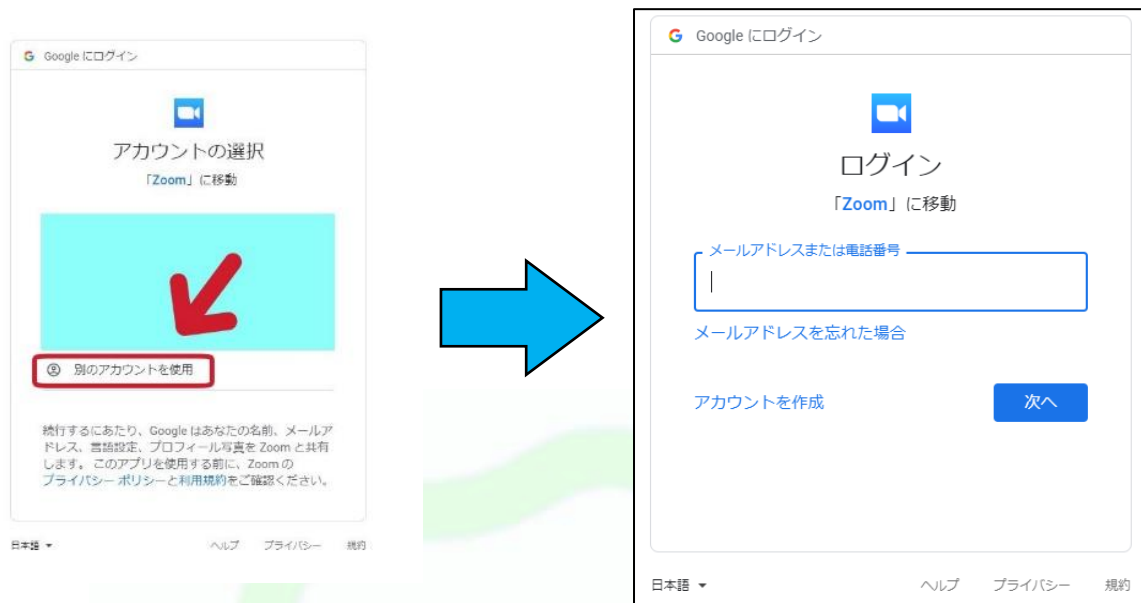 Google にログイン
アカウントの選択
「Zoom」に移動
別のアカウントを使用
続行するにあたり、Google はあなたの名前、メールア
ドレス、言語設定、プロフィール写真を Zoom と共有
します。このアプリを使用する前に、Zoom の
プライバシー ポリシーと利用規約をご確認ください。
日本語 ヘルプ プライバシー 規約
Google にログイン
ログイン
「Zoom」に移動
メールアドレスまたは電話番号
メールアドレスを忘れた場合
アカウントを作成 次へ
日本語 ヘルプ プライバシー 規約